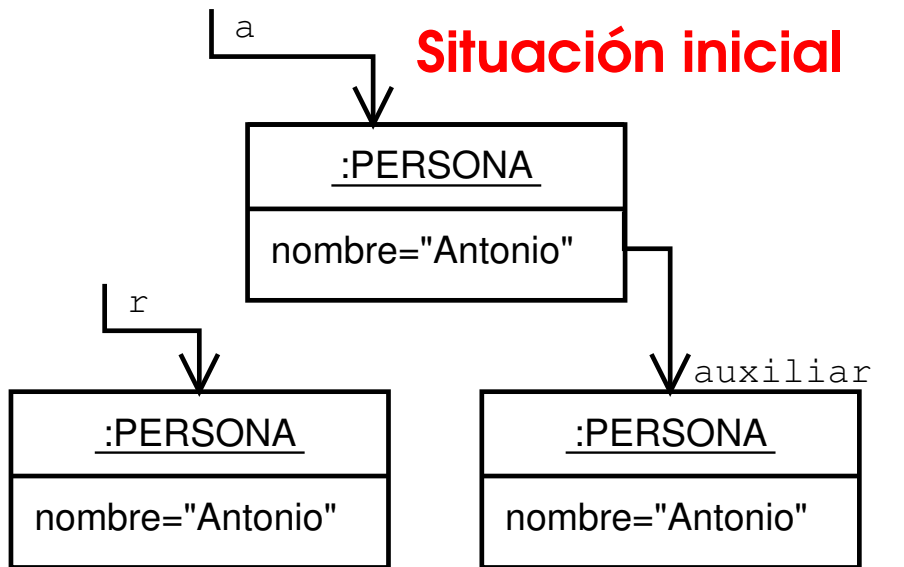 a
Situación inicial
:PERSONA
nombre="Antonio"
r
auxiliar
:PERSONA
:PERSONA
nombre="Antonio"
nombre="Antonio"